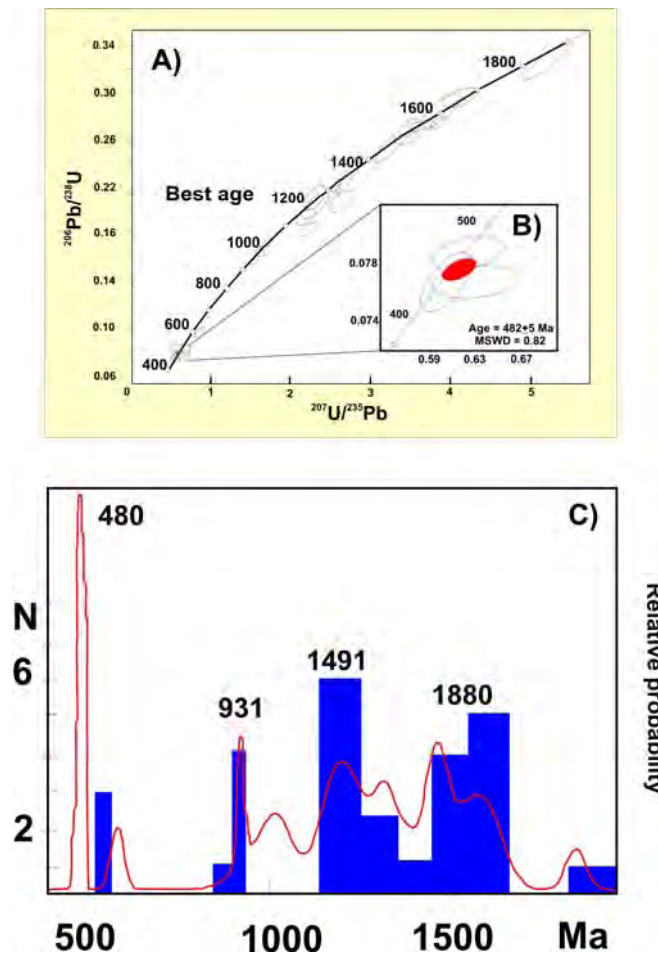 A)
0.34
0.30
0.26
0.22
0.14
0.10
0.06
206Pb/238U
Best age
400
600
800
1000
1200
1400
1600
1800
B)
500
400
0.078
0.074
Age = 482+5 Ma
MSWD = 0.82
0.59 0.63 0.67
0 1 2 3 4 5
207U/235Pb
C)
480
931
1491
1880
N
6
2
500 1000 1500 Ma
Relative probability